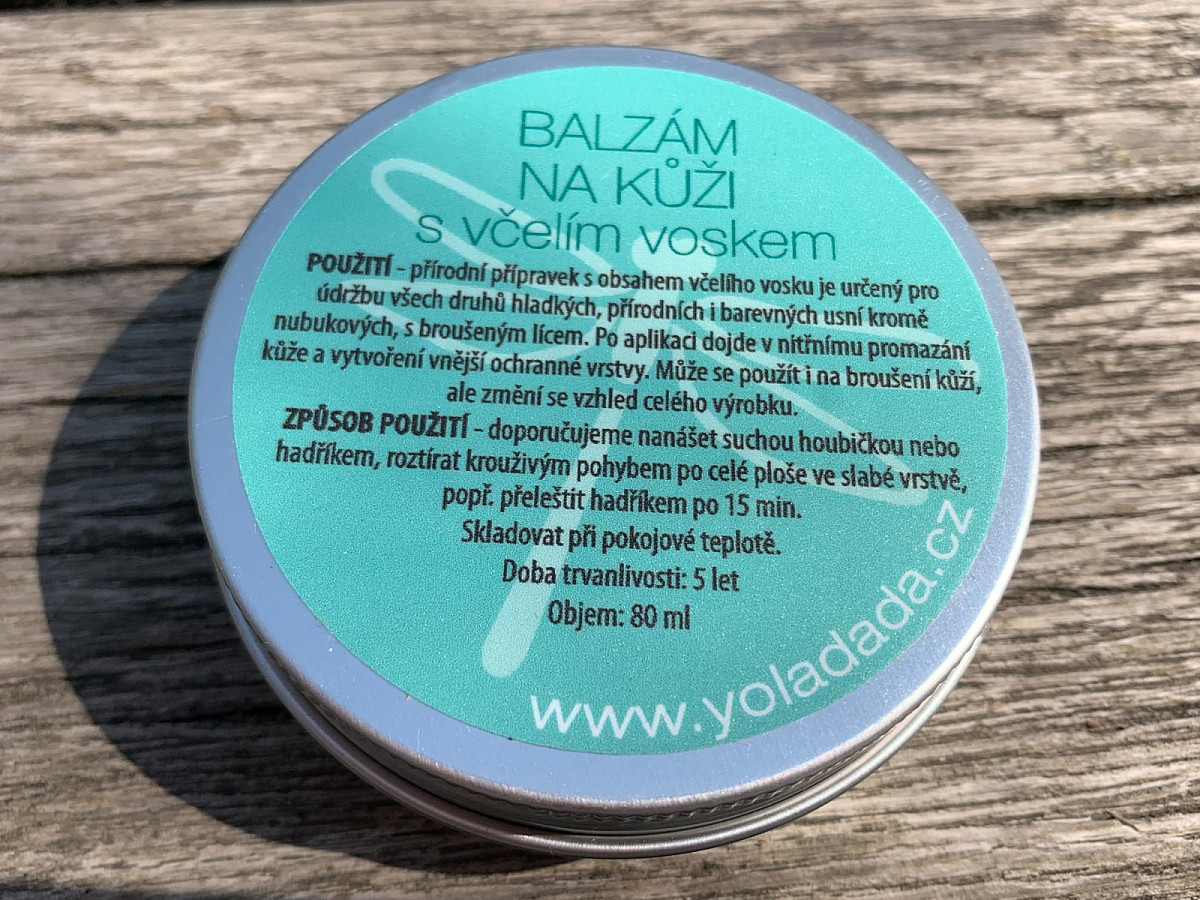 BALZÁM
NA KŮŽI
s včelím voskem
POUŽITÍ - přírodní přípravek s obsahem včelího vosku je určený pro
údržbu všech druhů hladkých, přírodních i barevných usní kromě
nubukových, s broušeným lícem. Po aplikaci dojde v nitřnímu promazání
kůže a vytvoření vnější ochranné vrstvy. Může se použít i na broušení kůží,
ale změní se vzhled celého výrobku.
ZPŮSOB POUŽITÍ - doporučujeme nanášet suchou houbičkou nebo
hadříkem, roztírat krouživým pohybem po celé ploše ve slabé vrstvě,
popř. přeleštit hadříkem po 15 min.
Skladovat při pokojové teplotě.
Doba trvanlivosti: 5 let
Objem: 80 ml
www.yoladada.cz